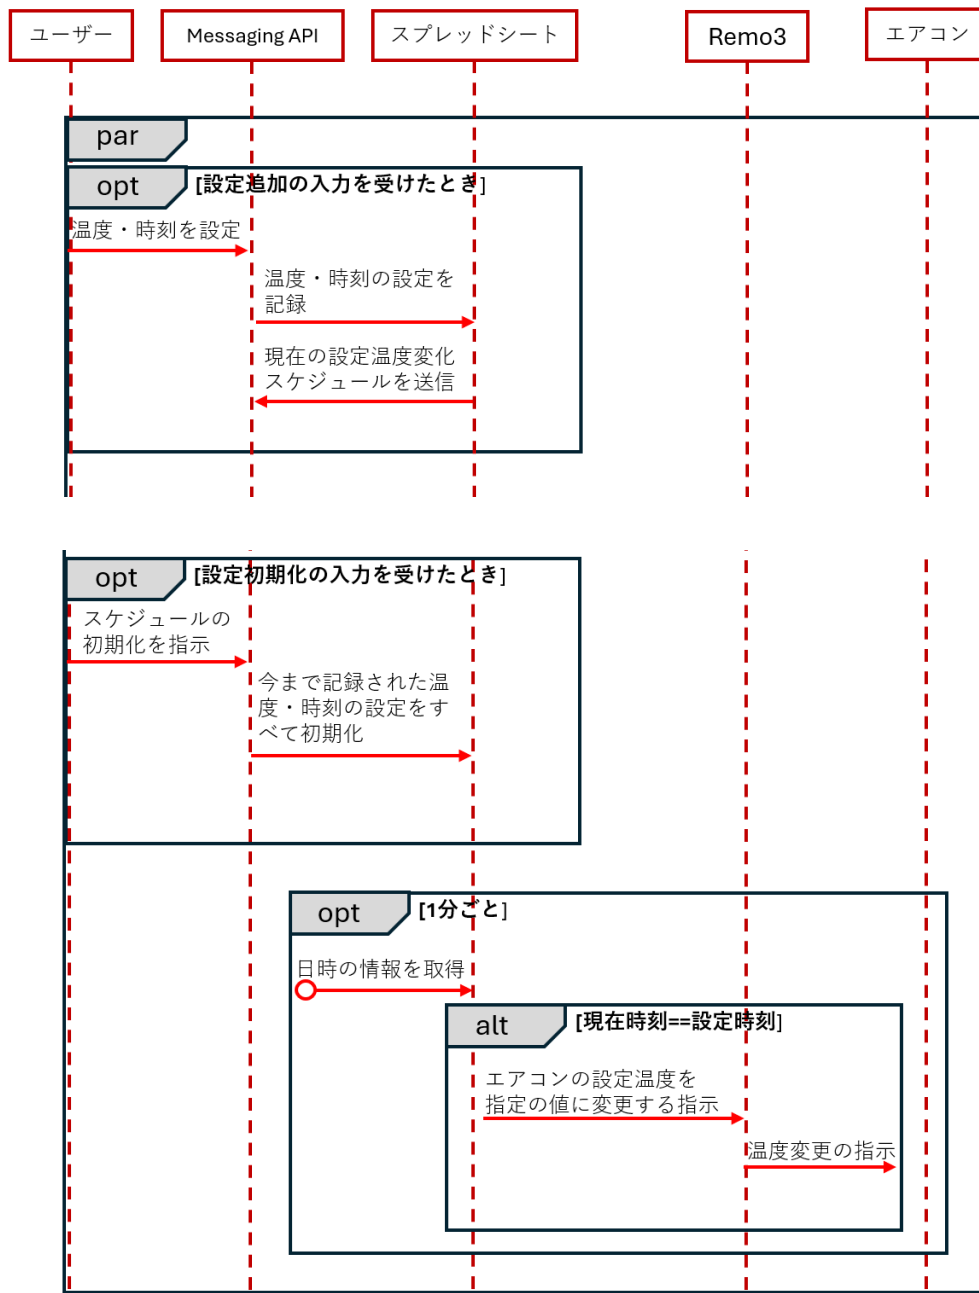 ユーザー
Messaging API
スプレッドシート
Remo3
エアコン
par
opt
[設定追加の入力を受けたとき]
温度・時刻を設定
温度・時刻の設定を
記録
現在の設定温度変化
スケジュールを送信
opt
[設定初期化の入力を受けたとき]
スケジュールの
初期化を指示
今まで記録された温
度・時刻の設定をす
べて初期化
opt
[1分ごと]
日時の情報を取得
alt
[現在時刻==設定時刻]
エアコンの設定温度を
指定の値に変更する指示
温度変更の指示